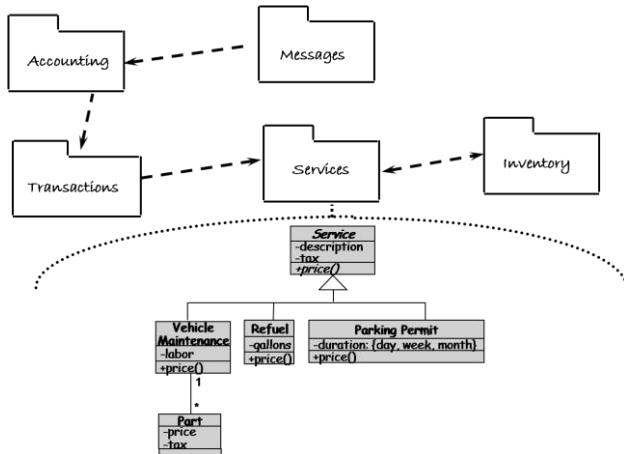 Accounting
Messages
Transactions
Services
Inventory
Service
-description
-tax
+price()
Vehicle
Maintenance
-labor
+price()
Refuel
-gallons
+price()
Parking Permit
-duration: {day, week, month}
+price()
1
*
Part
-price
-tax